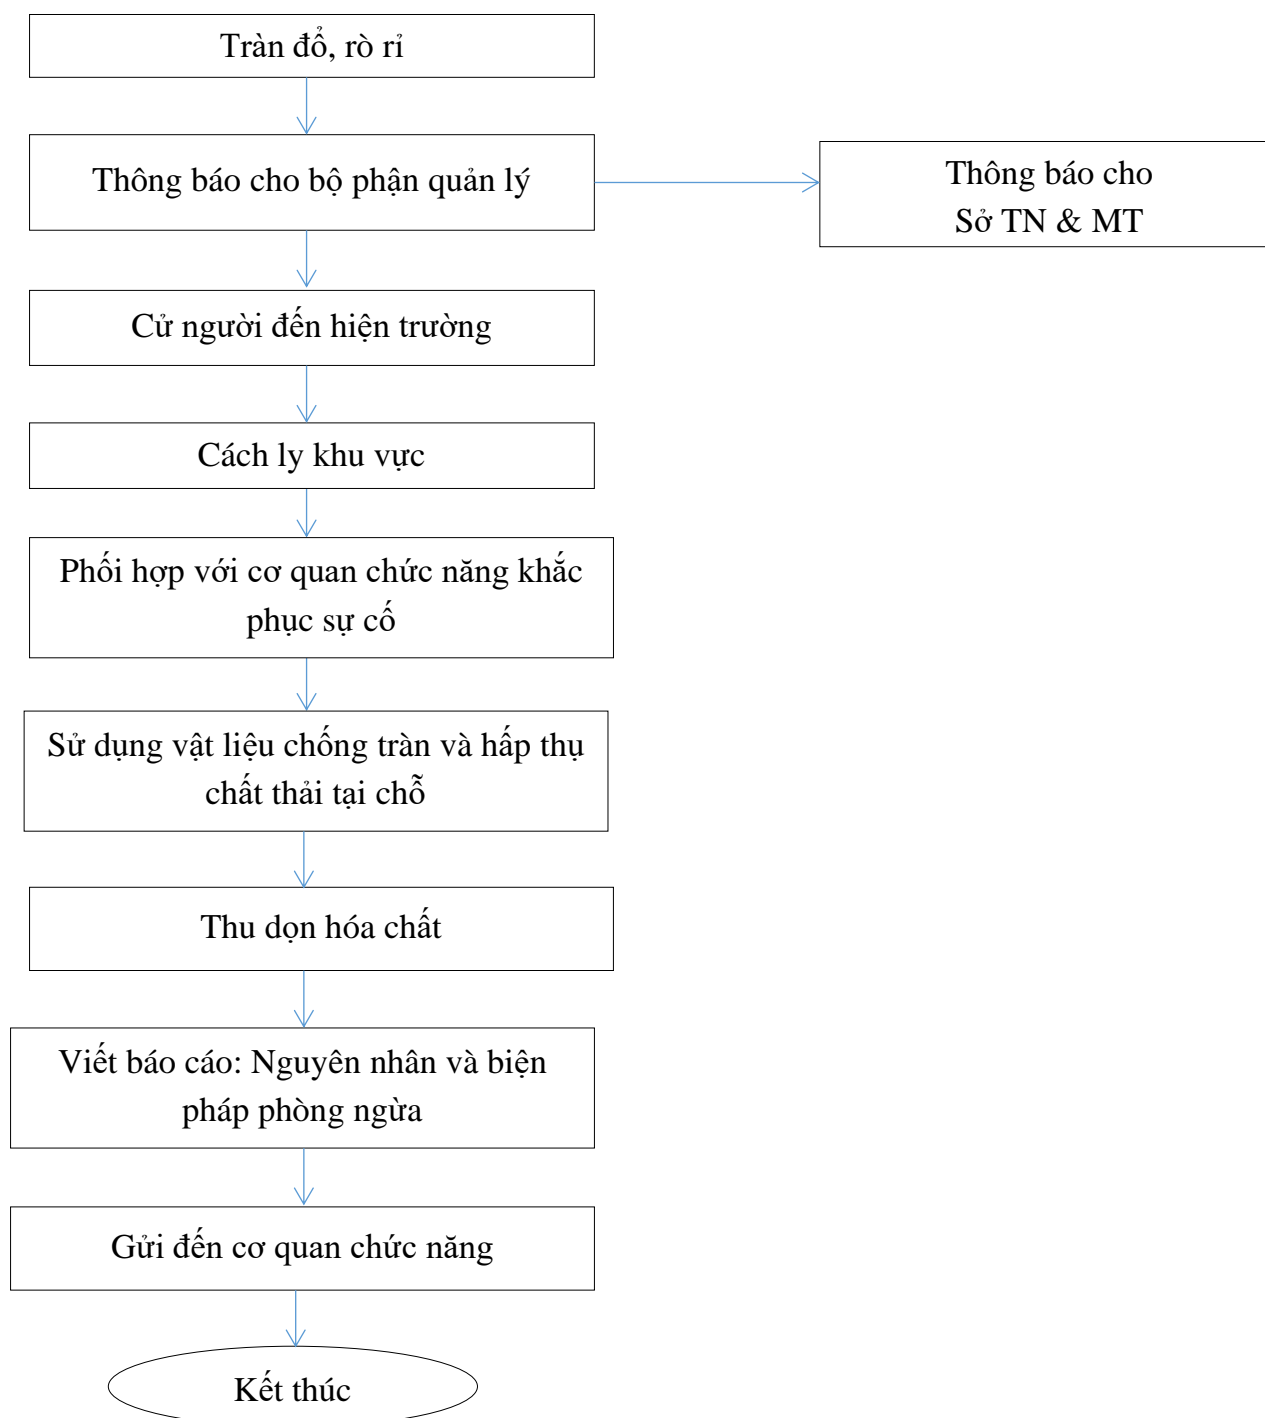 Tràn đổ, rò rỉ
Thông báo cho bộ phận quản lý
Thông báo cho
Sở TN & MT
Cử người đến hiện trường
Cách ly khu vực
Phối hợp với cơ quan chức năng khắc
phục sự cố
Sử dụng vật liệu chống tràn và hấp thụ
chất thải tại chỗ
Thu dọn hóa chất
Viết báo cáo: Nguyên nhân và biện
pháp phòng ngừa
Gửi đến cơ quan chức năng
Kết thúc